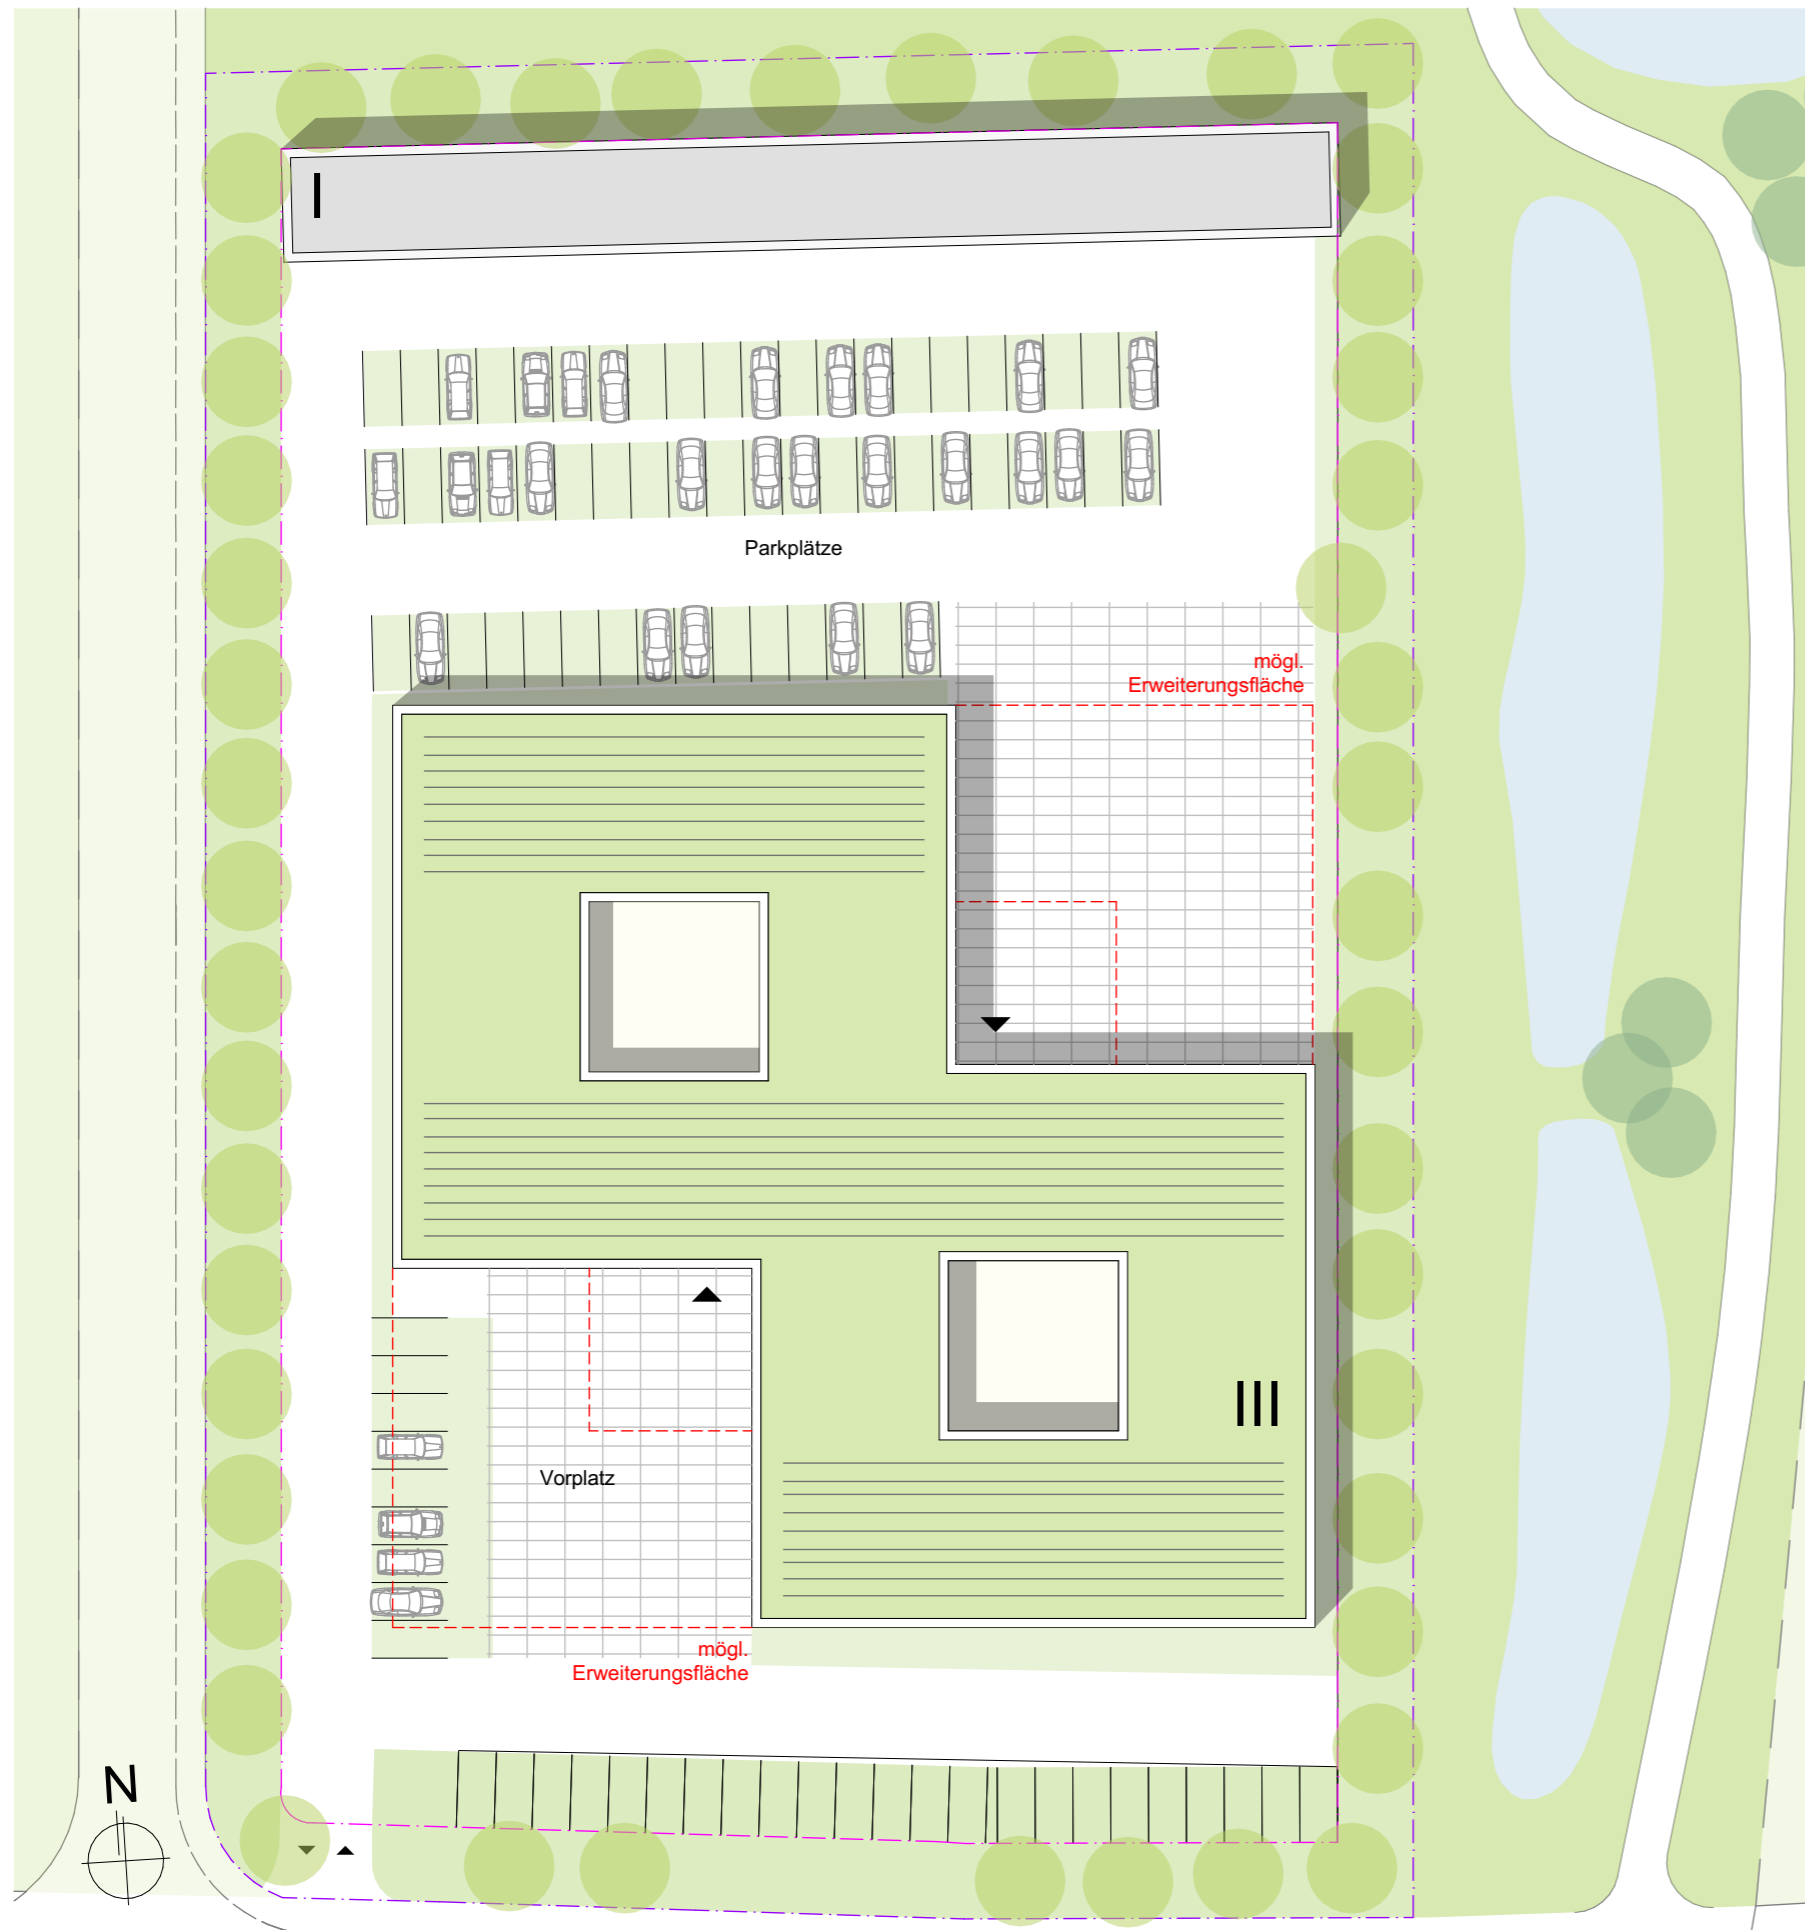 I
Parkplätze
mögl.
Erweiterungsfläche
III
Vorplatz
mögl.
Erweiterungsfläche
N